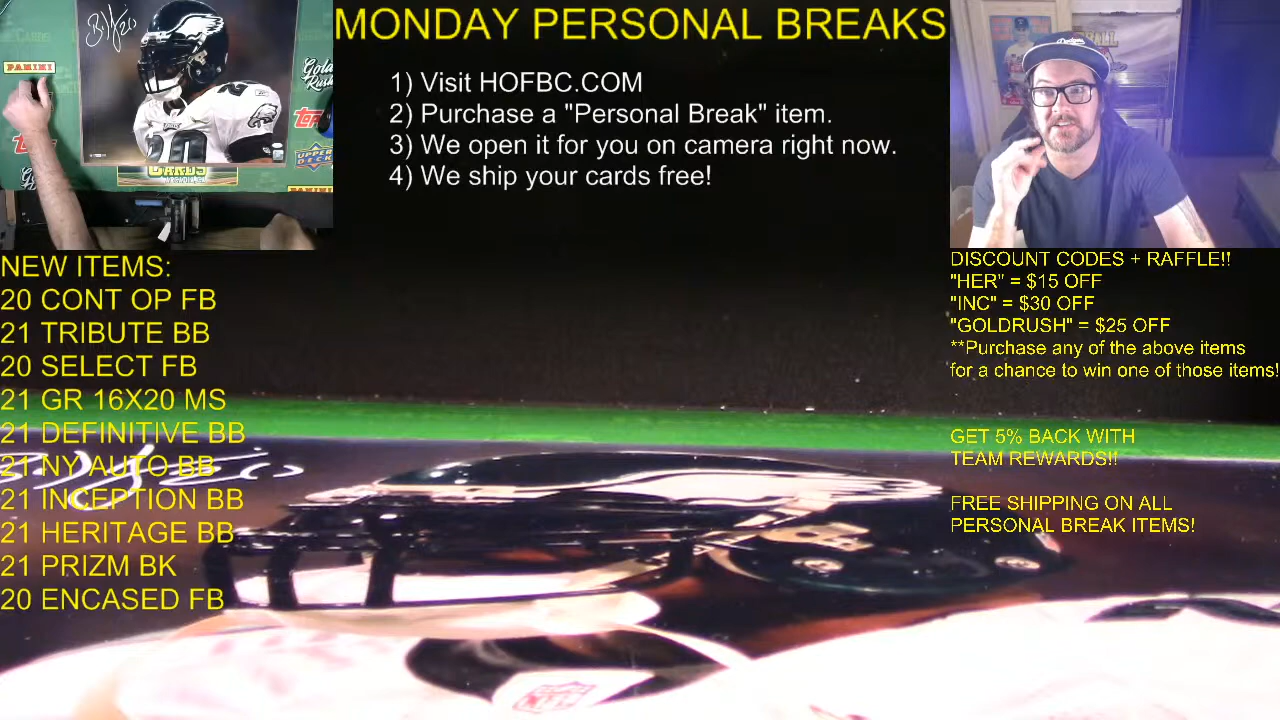 MONDAY PERSONAL BREAKS
1) Visit HOFBC.COM
2) Purchase a "Personal Break" item.
3) We open it for you on camera right now.
4) We ship your cards free!
PANINI
Gold
Rush
UPPER
DECK
CARDS
NEW ITEMS:
20 CONT OP FB
21 TRIBUTE BB
20 SELECT FB
21 GR 16X20 MS
21 DEFINITIVE BB
21 NY AUTO BB
21 INCEPTION BB
21 HERITAGE BB
21 PRIZM BK
20 ENCASED FB
DISCOUNT CODES + RAFFLE!!
"HER" = $15 OFF
"INC" = $30 OFF
"GOLDRUSH" = $25 OFF
**Purchase any of the above items
for a chance to win one of those items!
GET 5% BACK WITH
TEAM REWARDS!!
FREE SHIPPING ON ALL
PERSONAL BREAK ITEMS!